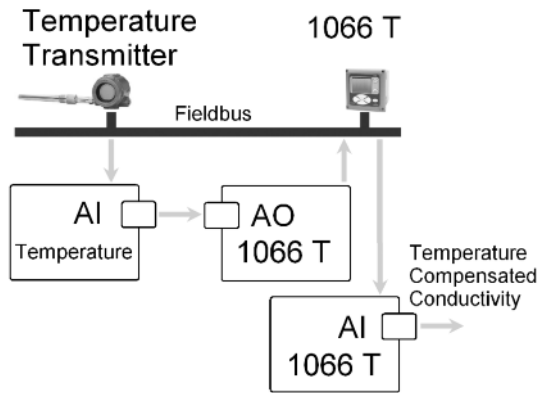 Temperature
Transmitter
1066 T
Fieldbus
AI
Temperature
AO
1066 T
Temperature
Compensated
Conductivity
AI
1066 T